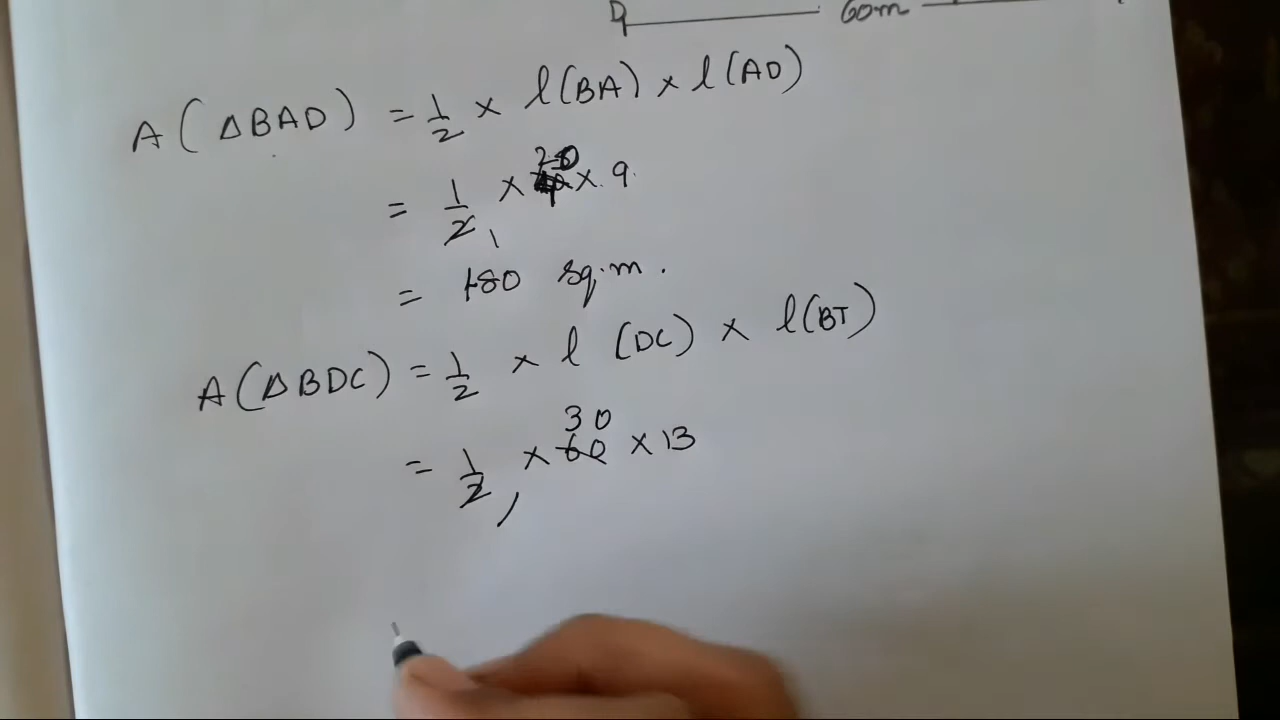 60m
A(ΔBAD) = 1/2 × l(BA) × l(AD)
= 1/2 × 20 × 9
= 180 sq.m.
A(ΔBDC) = 1/2 × l (DC) × l(BT)
30
= 1/2 × 60 × 13